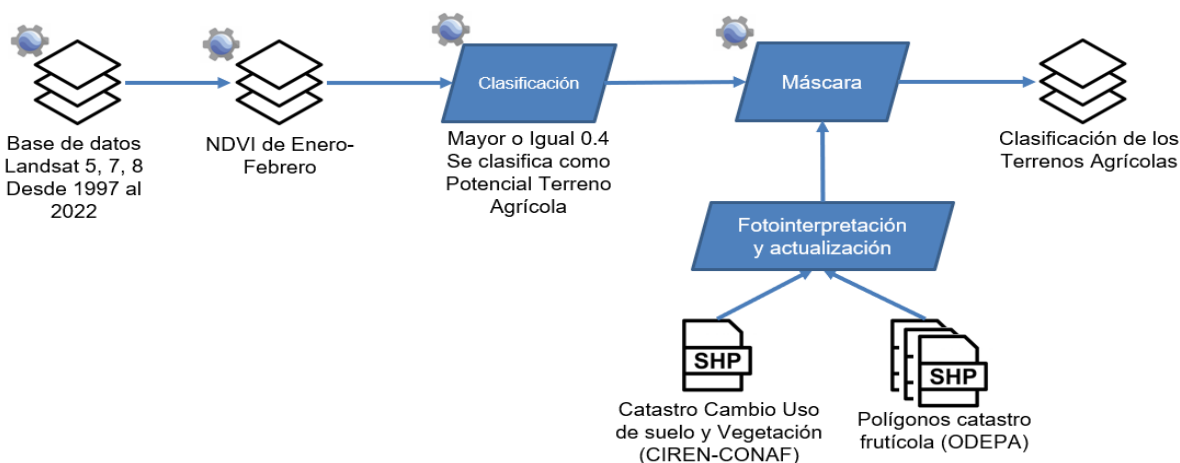 Base de datos
Landsat 5, 7, 8
Desde 1997 al
2022
NDVI de Enero-
Febrero
Clasificación
Mayor o Igual 0.4
Se clasifica como
Potencial Terreno
Agrícola
Máscara
Clasificación de los
Terrenos Agrícolas
Fotointerpretación
y actualización
SHP
Catastro Cambio Uso
de suelo y Vegetación
(CIREN-CONAF)
SHP
Polígonos catastro
frutícola (ODEPA)